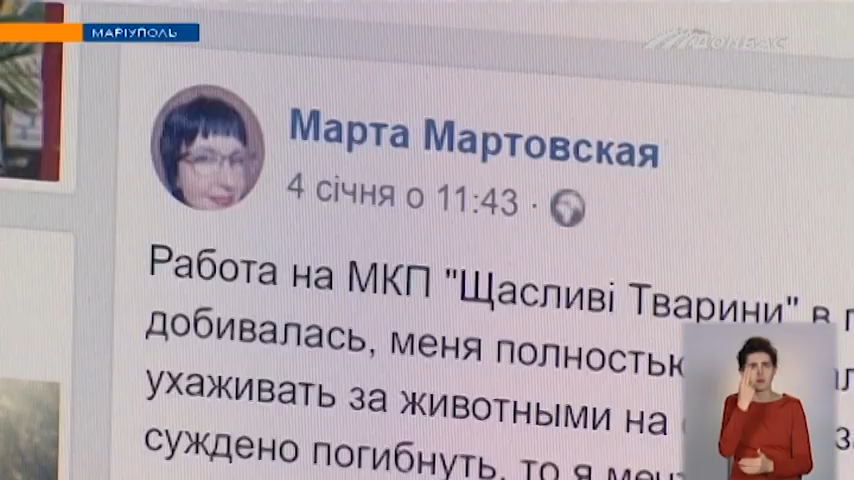 МАРІУПОЛЬ
ДОНБАС
Марта Мартовская
4 січня о 11:43 ·
Работа на МКП "Щасливі Тварини" в
добивалась, меня полностью
ухаживать за животными на
суждено погибнуть, то я